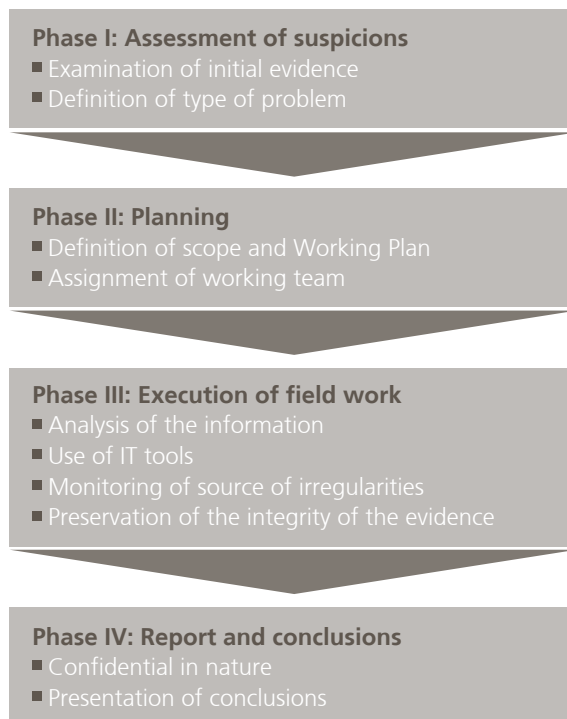 Phase I: Assessment of suspicions
■ Examination of initial evidence
■ Definition of type of problem
Phase II: Planning
■ Definition of scope and Working Plan
■ Assignment of working team
Phase III: Execution of field work
■ Analysis of the information
■ Use of IT tools
■ Monitoring of source of irregularities
■ Preservation of the integrity of the evidence
Phase IV: Report and conclusions
■ Confidential in nature
■ Presentation of conclusions